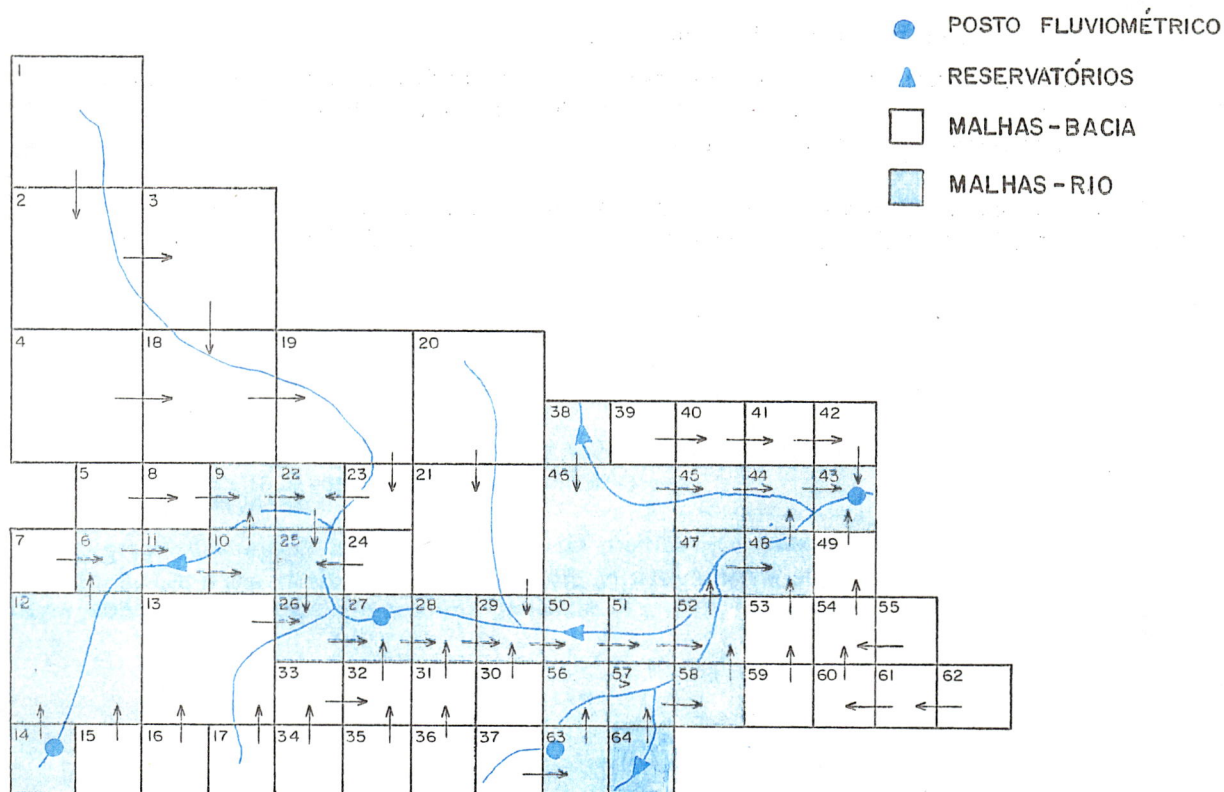 POSTO FLUVIOMÉTRICO
RESERVATÓRIOS
MALHAS-BACIA
MALHAS-RIO
1
2 3
4 18 19 20
38 39 40 41 42
5 8 9 22 23 21 46 45 44 43
7 6 11 10 25 24 47 48 49
12 13 26 27 28 29 50 51 52 53 54 55
33 32 31 30 56 57 58 59 60 61 62
14 15 16 17 34 35 36 37 63 64